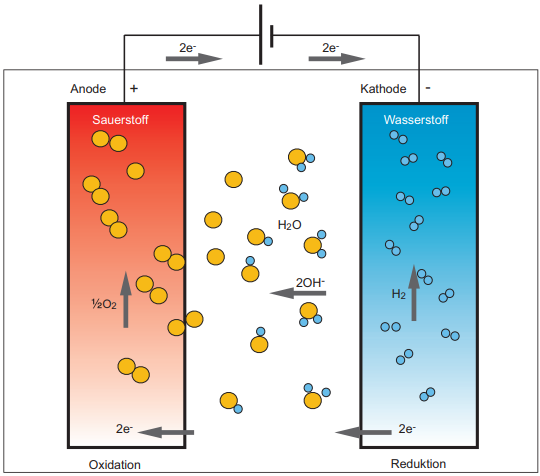 2e-
2e-
Anode
+
Kathode
-
Sauerstoff
Wasserstoff
H2O
2OH-
½O2
H2
2e-
2e-
Oxidation
Reduktion